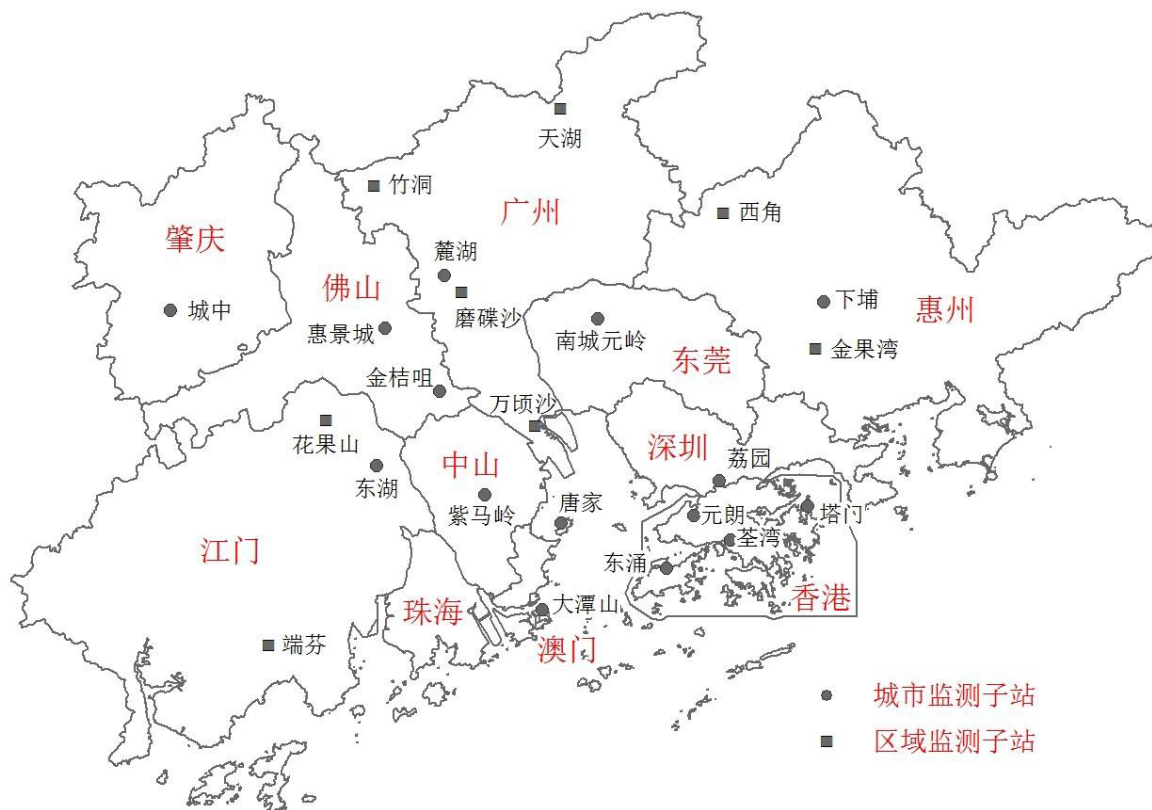 天湖
竹洞
广州
西角
肇庆
麓湖
佛山
磨碟沙
城中
惠景城
南城元岭
下埔
惠州
东莞
金果湾
金桔咀
万顷沙
花果山
深圳
中山
荔园
东湖
紫马岭
唐家
元朗
塔门
荃湾
江门
东涌
香港
珠海
大潭山
澳门
端芬
城市监测子站
区域监测子站